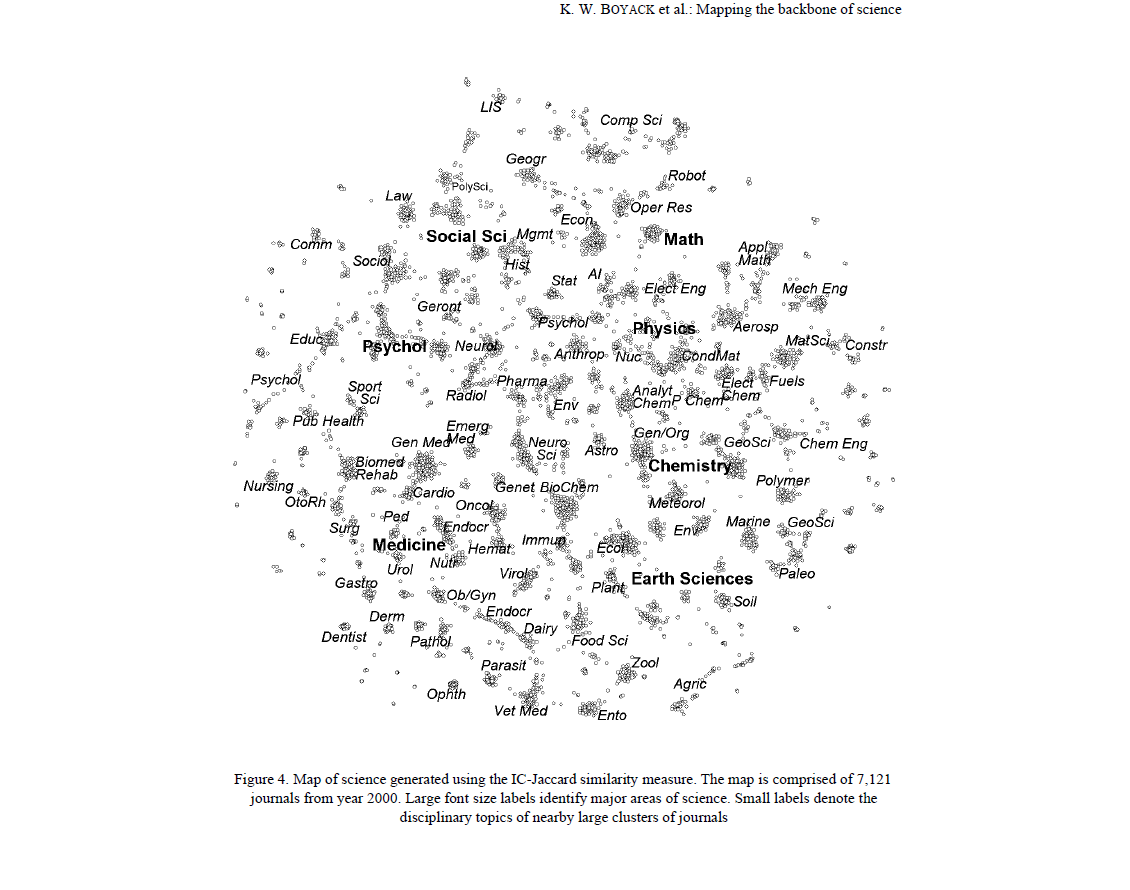 K. W. BOYACK et al.: Mapping the backbone of science
LIS
Comp Sci
Geogr
Robot
PolySci
Law
Oper Res
Econ
Social Sci
Mgmt
Math
Comm
Appl
Math
Sociol
Hist
Stat
AI
Elect Eng
Mech Eng
Geront
Psychol
Physics
Aerosp
Educ
Psychol
Neurol
Anthrop
Nuc
CondMat
MatSci
Constr
Psychol
Sport
Sci
Radiol
Pharma
Env
Analyt
Chem
P Chem
Elect
Chem
Fuels
Pub Health
Emerg
Med
Gen Med
Neuro
Sci
Astro
Gen/Org
GeoSci
Chem Eng
Biomed
Rehab
Chemistry
Nursing
Cardio
Genet
BioChem
Polymer
OtoRh
Oncol
Meteorol
Surg
Ped
Endocr
Env
Marine
GeoSci
Medicine
Hemat
Immun
Ecol
Urol
Nutr
Virol
Plant
Earth Sciences
Paleo
Gastro
Ob/Gyn
Soil
Derm
Endocr
Dentist
Pathol
Dairy
Food Sci
Parasit
Zool
Ophth
Agric
Vet Med
Ento
Figure 4. Map of science generated using the IC-Jaccard similarity measure. The map is comprised of 7,121
journals from year 2000. Large font size labels identify major areas of science. Small labels denote the
disciplinary topics of nearby large clusters of journals